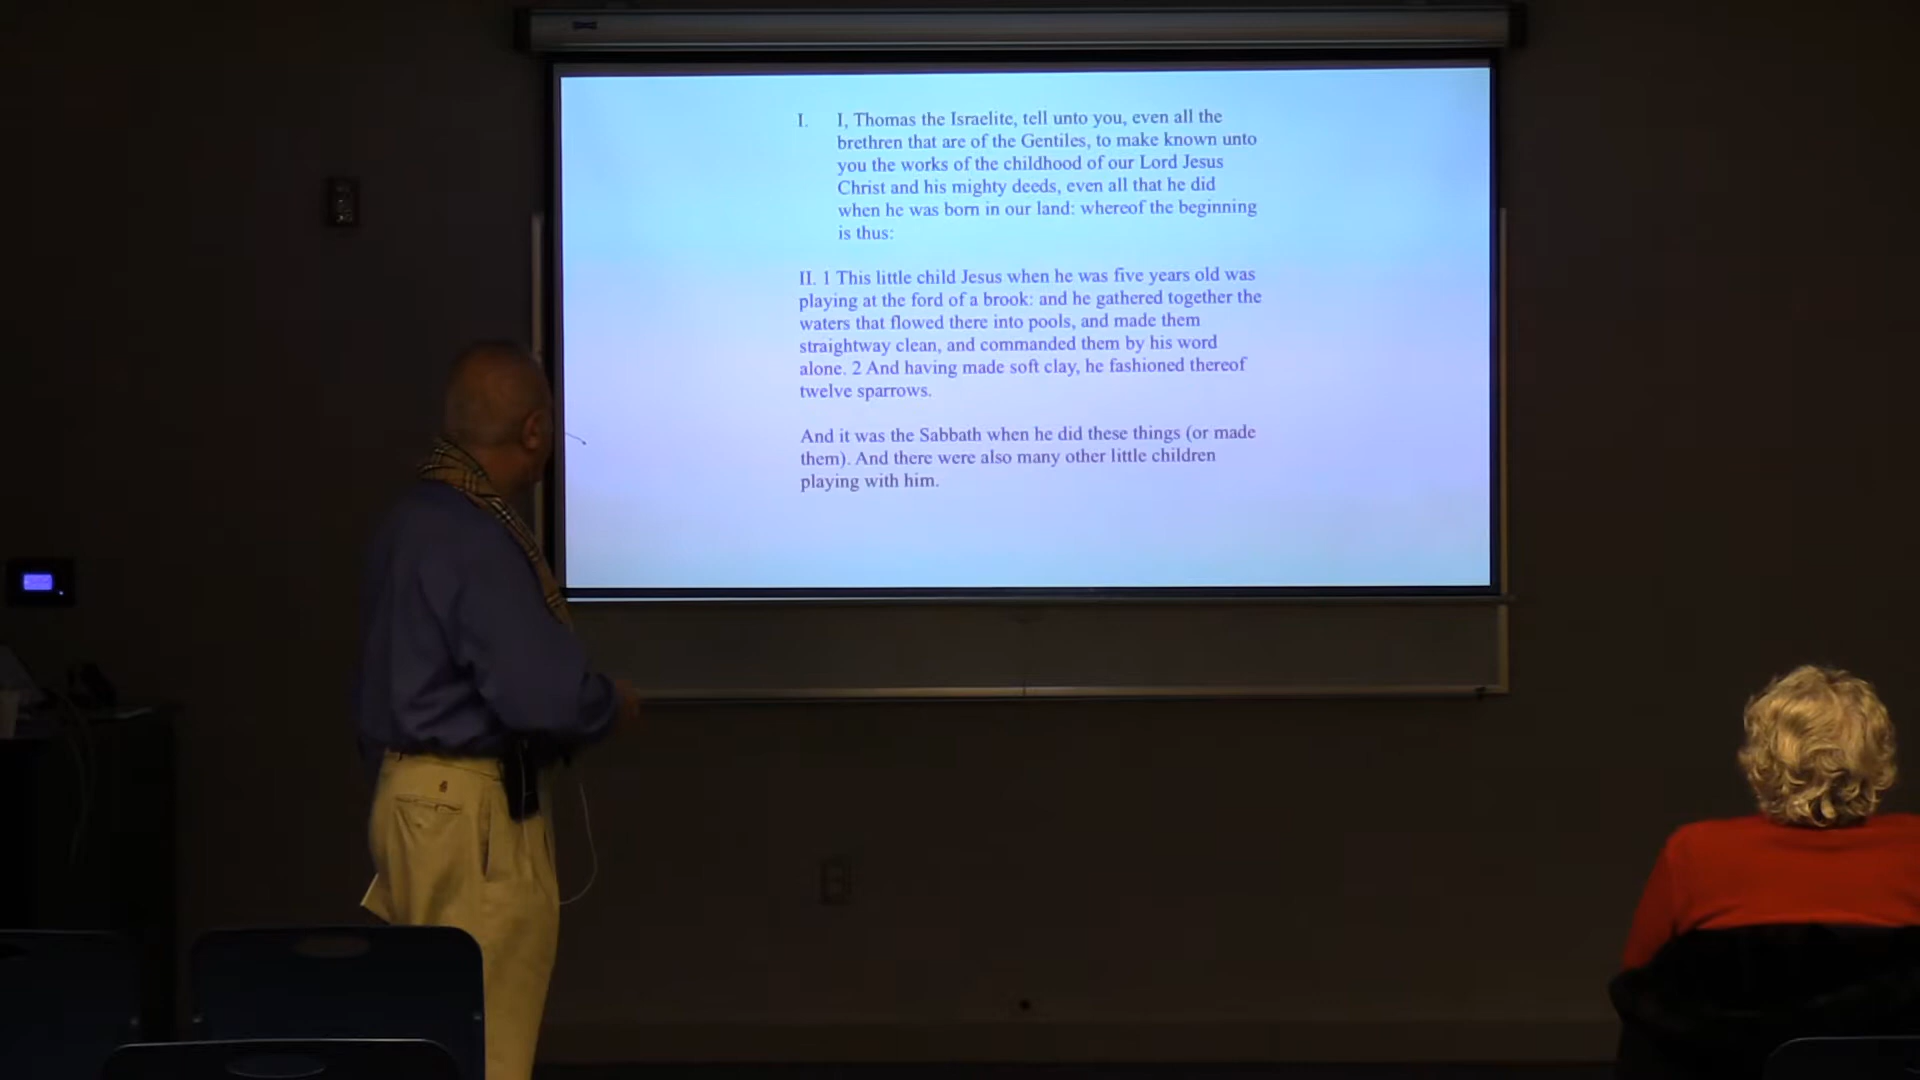 I. I, Thomas the Israelite, tell unto you, even all the
brethren that are of the Gentiles, to make known unto
you the works of the childhood of our Lord Jesus
Christ and his mighty deeds, even all that he did
when he was born in our land: whereof the beginning
is thus:
II. 1 This little child Jesus when he was five years old was
playing at the ford of a brook: and he gathered together the
waters that flowed there into pools, and made them
straightway clean, and commanded them by his word
alone. 2 And having made soft clay, he fashioned thereof
twelve sparrows.
And it was the Sabbath when he did these things (or made
them). And there were also many other little children
playing with him.